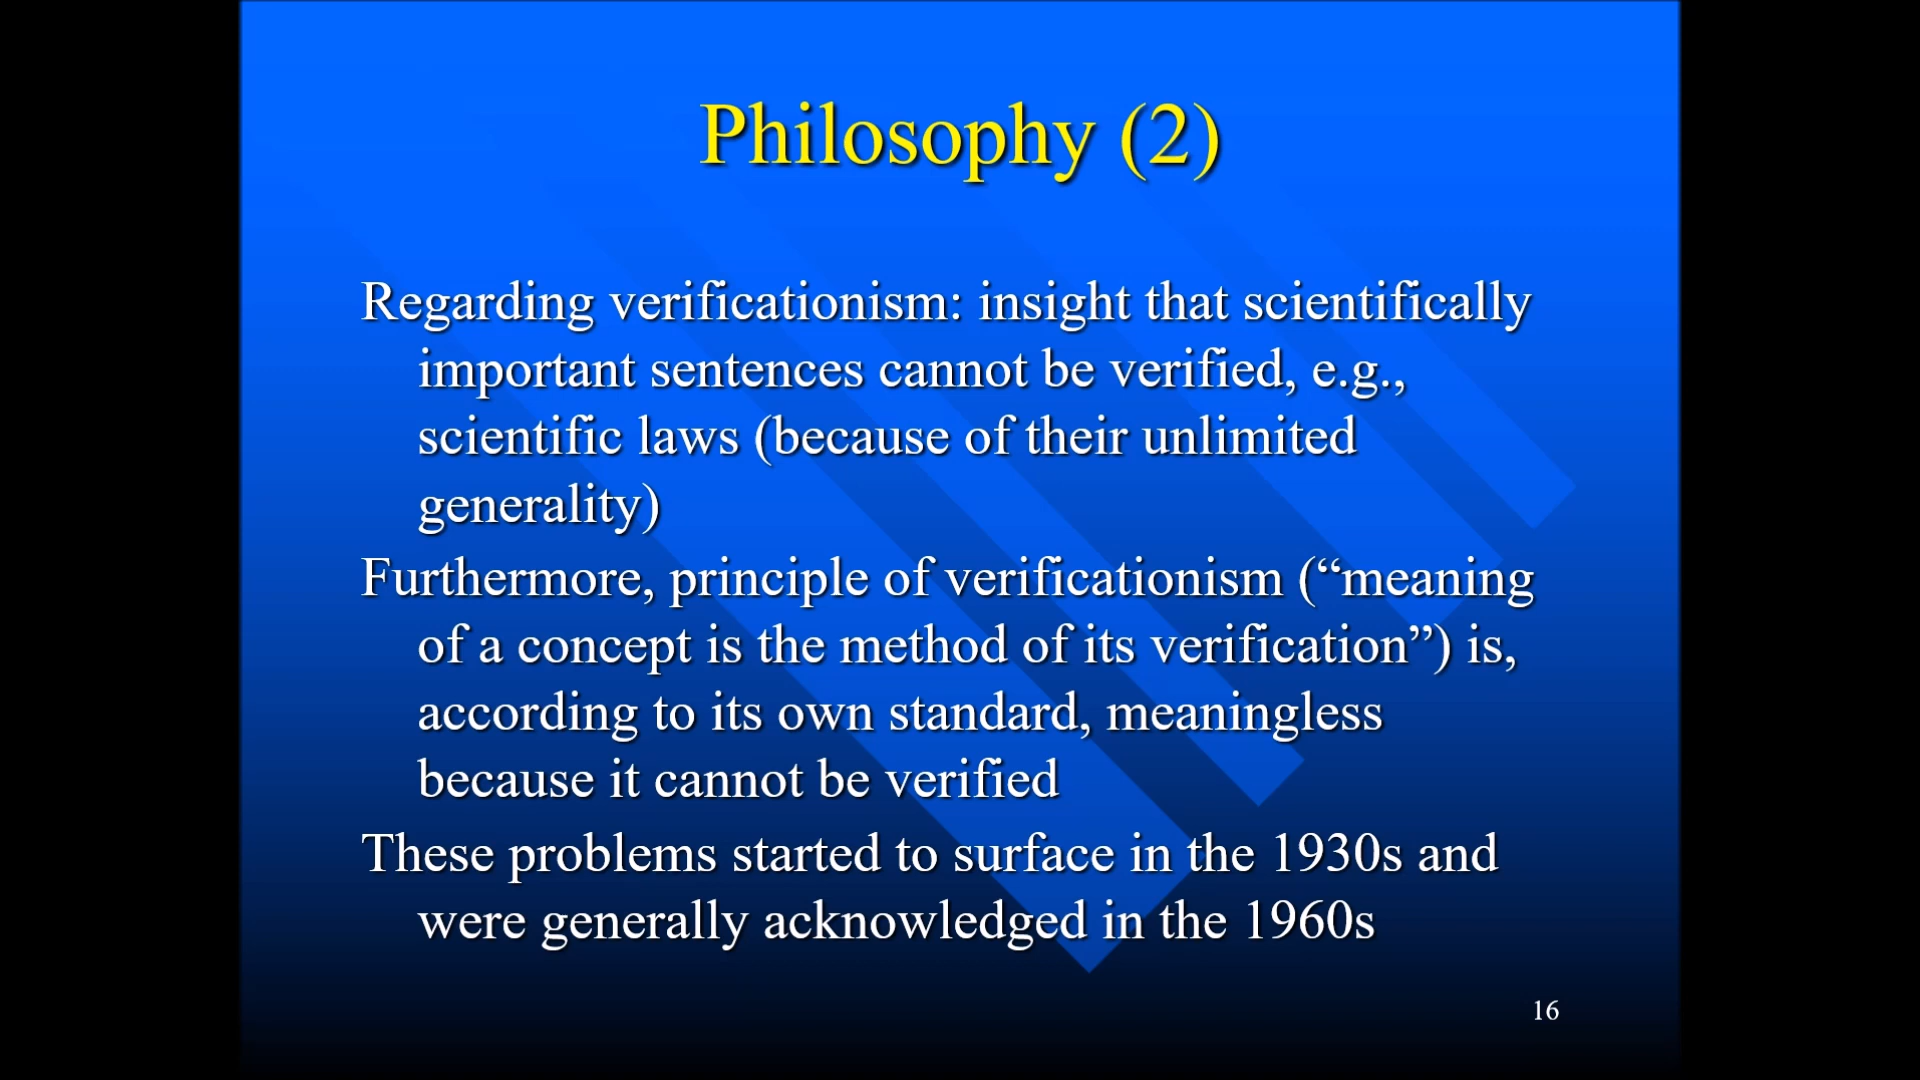 Philosophy (2)
Regarding verificationism: insight that scientifically
important sentences cannot be verified, e.g.,
scientific laws (because of their unlimited
generality)
Furthermore, principle of verificationism (“meaning
of a concept is the method of its verification”) is,
according to its own standard, meaningless
because it cannot be verified
These problems started to surface in the 1930s and
were generally acknowledged in the 1960s
16